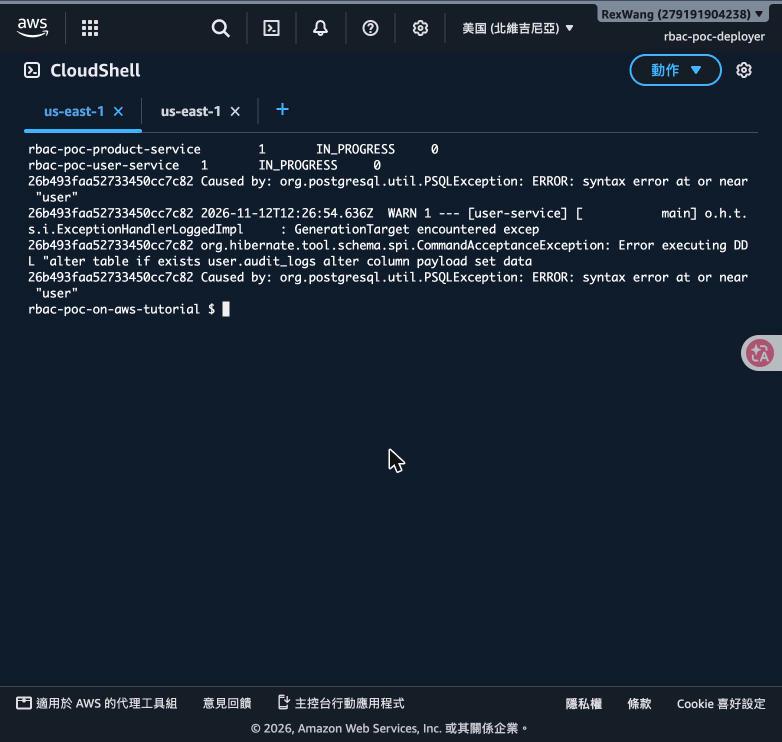 aws
美国 (北維吉尼亞) ▼
RexWang (279191904238) ▼
rbac-poc-deployer
CloudShell
動作 ▼
us-east-1 ×
us-east-1 ×
+
rbac-poc-product-service 1 IN_PROGRESS 0
rbac-poc-user-service 1 IN_PROGRESS 0
26b493faa52733450cc7c82 Caused by: org.postgresql.util.PSQLException: ERROR: syntax error at or near
"user"
26b493faa52733450cc7c82 2026-11-12T12:26:54.636Z WARN 1 --- [user-service] [ main] o.h.t.
s.i.ExceptionHandlerLoggedImpl : GenerationTarget encountered excep
26b493faa52733450cc7c82 org.hibernate.tool.schema.spi.CommandAcceptanceException: Error executing DD
L "alter table if exists user.audit_logs alter column payload set data
26b493faa52733450cc7c82 Caused by: org.postgresql.util.PSQLException: ERROR: syntax error at or near
"user"
rbac-poc-on-aws-tutorial $
適用於 AWS 的代理工具組
意見回饋
主控台行動應用程式
隱私權
條款
Cookie 喜好設定
© 2026, Amazon Web Services, Inc. 或其關係企業。